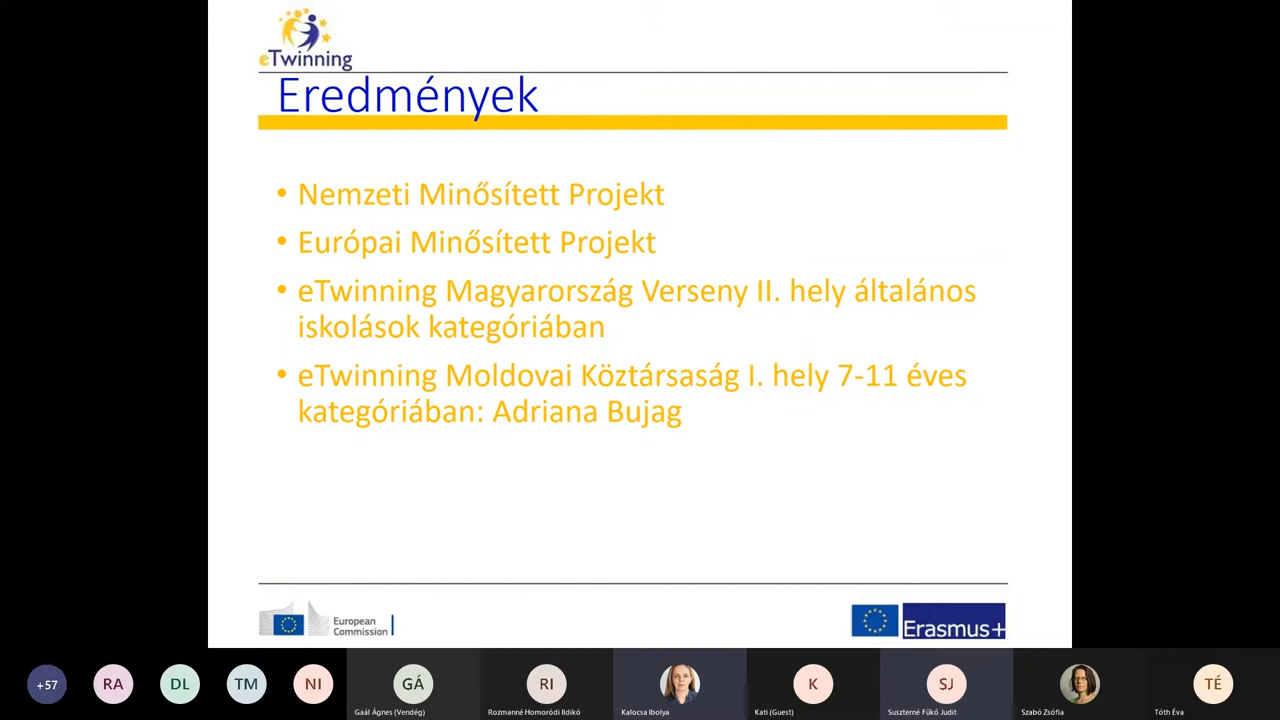 eTwinning
Eredmények
• Nemzeti Minősített Projekt
• Európai Minősített Projekt
• eTwinning Magyarország Verseny II. hely általános
iskolások kategóriában
• eTwinning Moldovai Köztársaság I. hely 7-11 éves
kategóriában: Adriana Bujag
European
Commission
Erasmus+
+57
RA
DL
TM
NI
GÁ
RI
K
SJ
TÉ
Gaál Ágnes (Vendég)
Rozmanné Homoródi Ildikó
Kalocsa Ibolya
Kati (Guest)
Suszterné Fűkő Judit
Szabó Zsófia
Tóth Éva